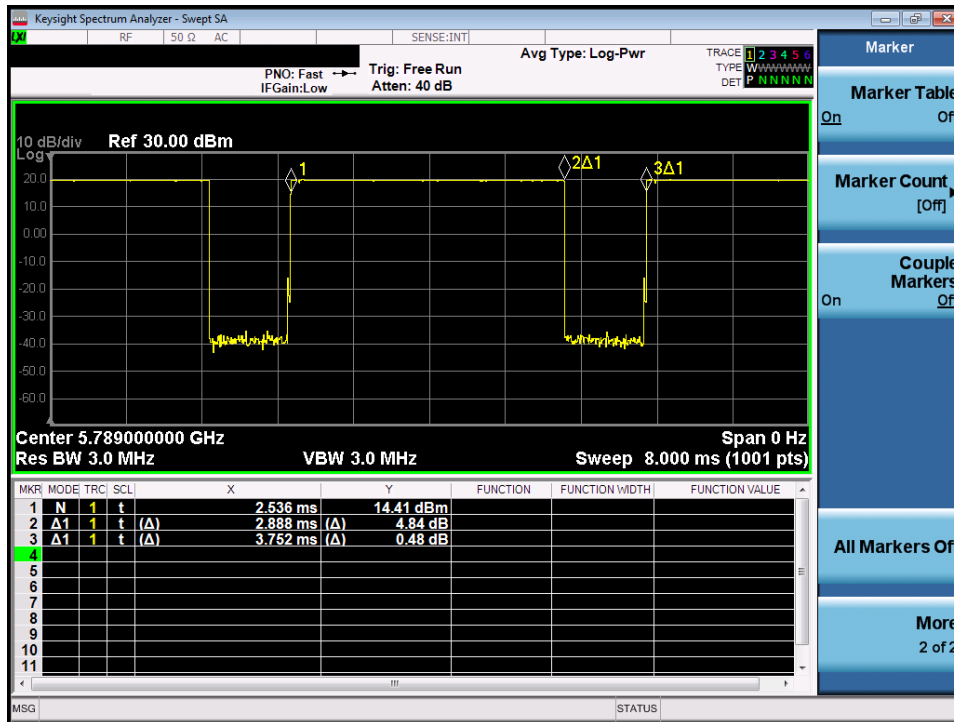 Keysight Spectrum Analyzer - Swept SA
LXI RF 50 Ω AC SENSE:INT
Avg Type: Log-Pwr
TRACE 1 2 3 4 5 6
PNO: Fast Trig: Free Run
TYPE W W W W W W
IFGain:Low Atten: 40 dB
DET P N N N N N
10 dB/div Ref 30.00 dBm
Log
1 2Δ1 3Δ1
20.0
10.0
0.00
-10.0
-20.0
-30.0
-40.0
-50.0
-60.0
Center 5.789000000 GHz Span 0 Hz
Res BW 3.0 MHz VBW 3.0 MHz Sweep 8.000 ms (1001 pts)
MKR MODE TRC SCL X Y FUNCTION FUNCTION WIDTH FUNCTION VALUE
1 N 1 t 2.536 ms 14.41 dBm
2 Δ1 1 t (Δ) 2.888 ms (Δ) 4.84 dB
3 Δ1 1 t (Δ) 3.752 ms (Δ) 0.48 dB
4
5
6
7
8
9
10
11
MSG STATUS
Marker
Marker Table
On Of
Marker Count
[Off]
Couple
Markers
On Of
All Markers Of
More
2 of 2